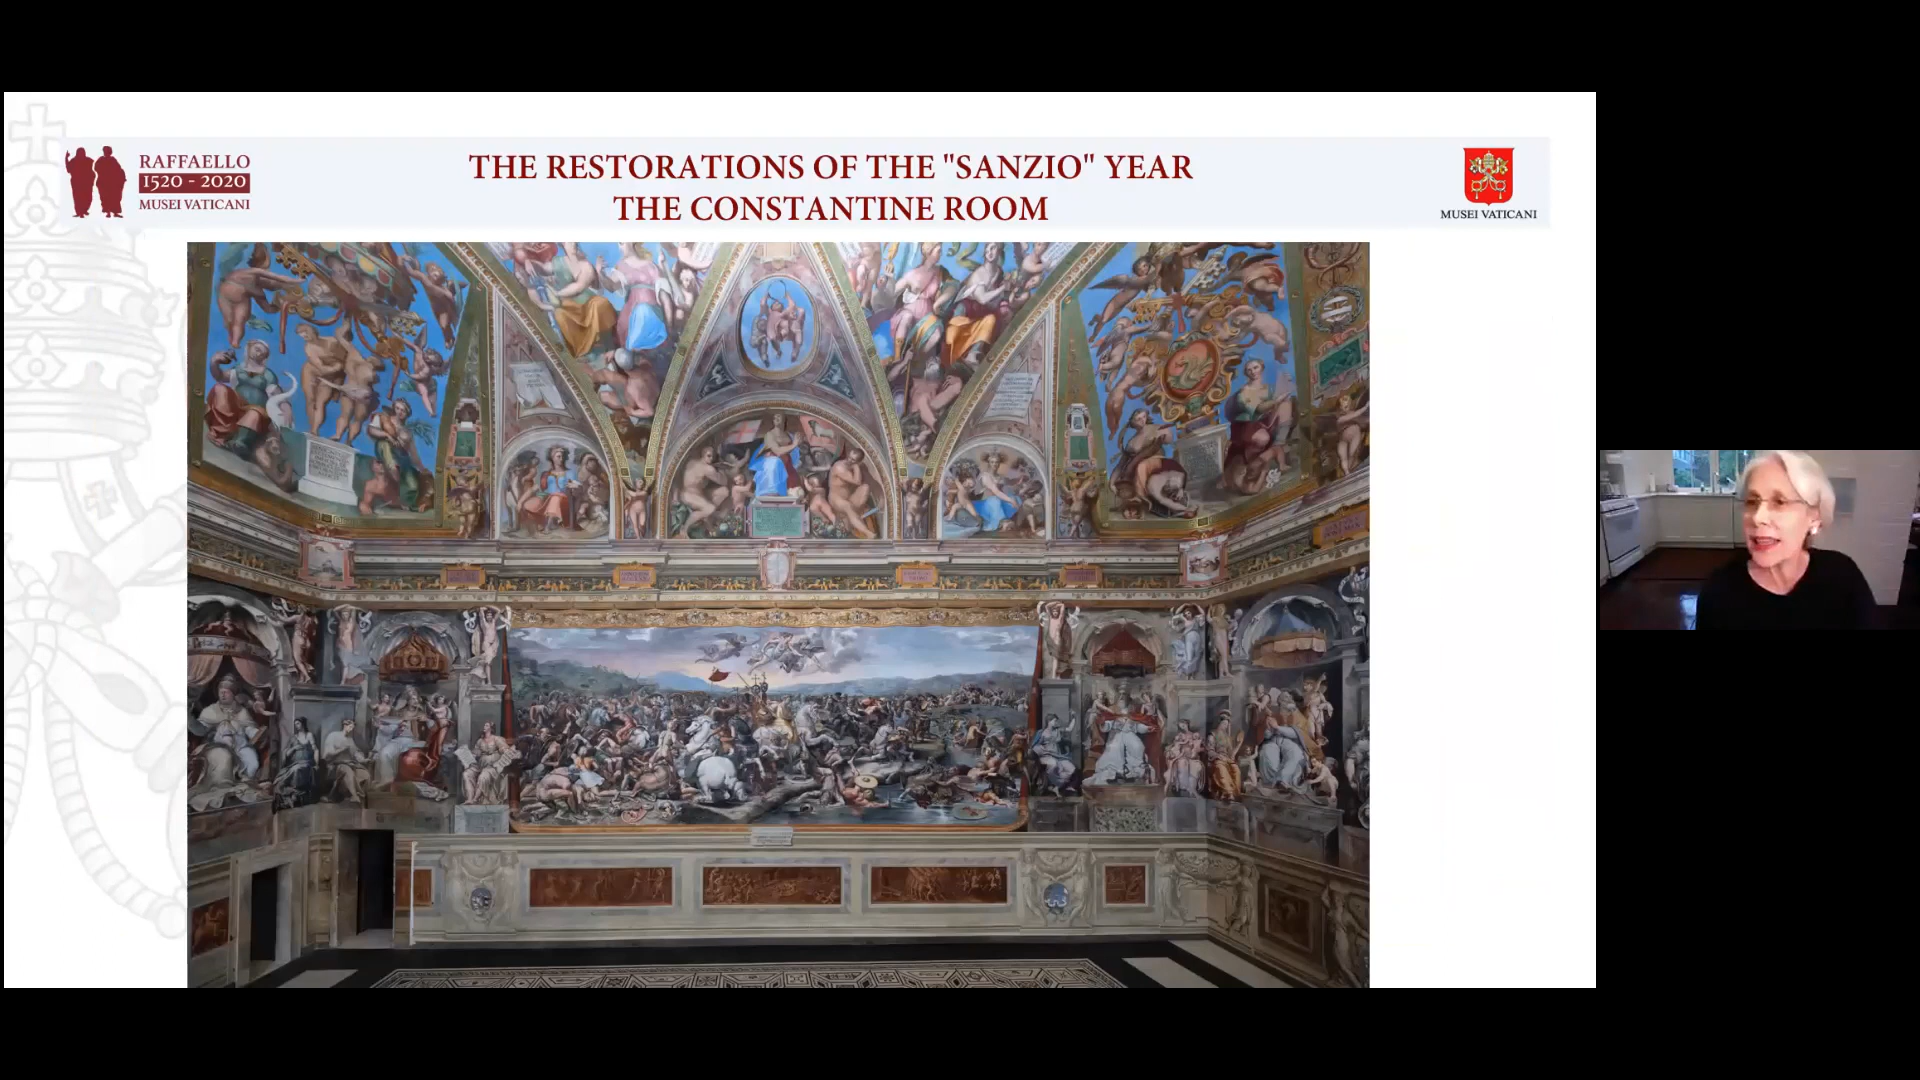 RAFFAELLO
1520 - 2020
MUSEI VATICANI
THE RESTORATIONS OF THE "SANZIO" YEAR
THE CONSTANTINE ROOM
MUSEI VATICANI